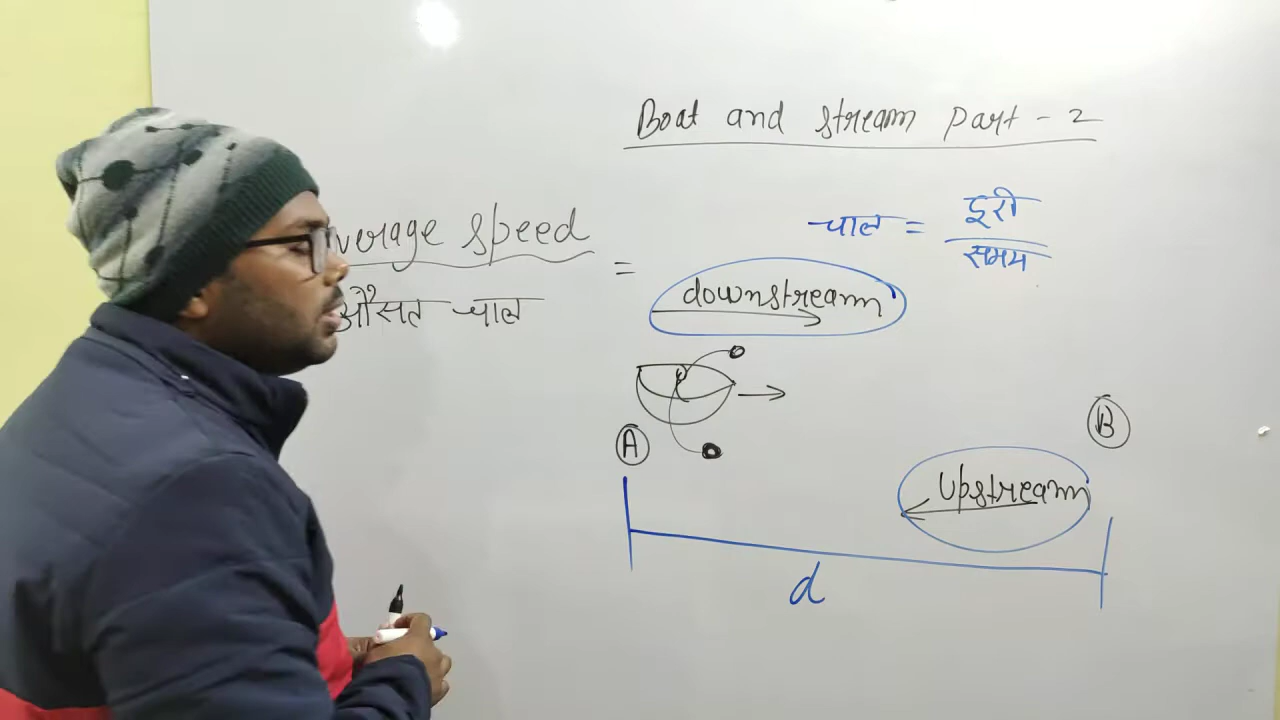 Boat and stream part - 2
verage speed
=
औसत चाल
चाल = दूरी
समय
downstream
A
B
Upstream
d